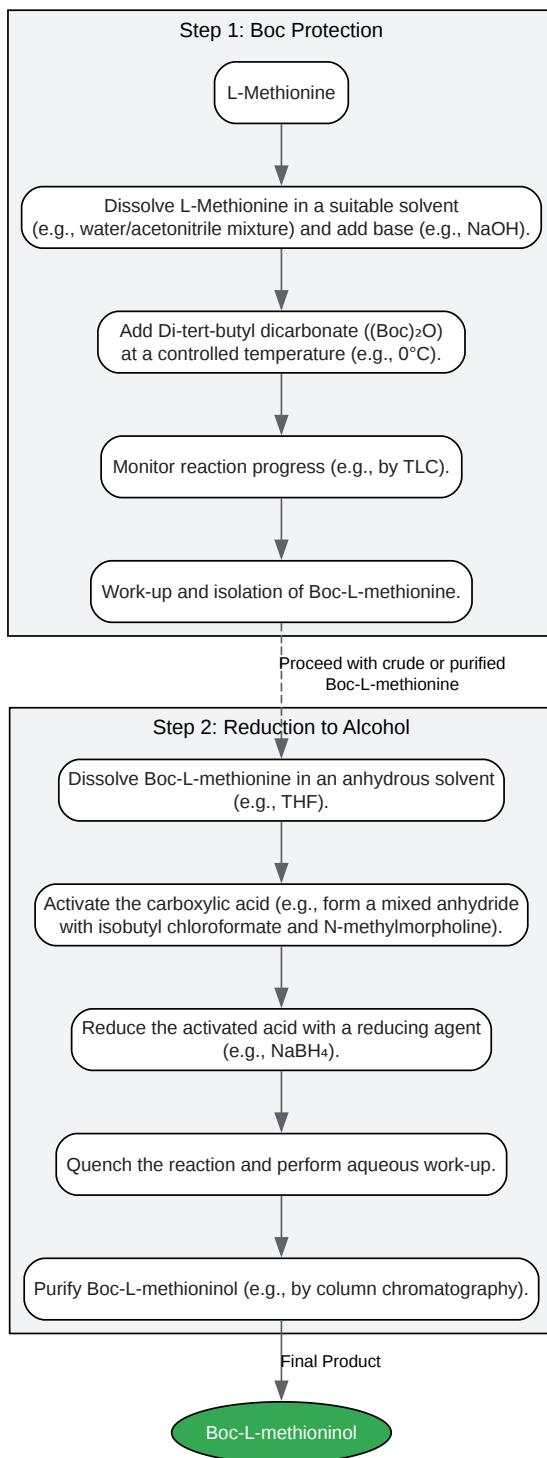 Step 1: Boc Protection
L-Methionine
Dissolve L-Methionine in a suitable solvent
(e.g., water/acetonitrile mixture) and add base (e.g., NaOH).
Add Di-tert-butyl dicarbonate ((Boc)₂O)
at a controlled temperature (e.g., 0°C).
Monitor reaction progress (e.g., by TLC).
Work-up and isolation of Boc-L-methionine.
Proceed with crude or purified
Boc-L-methionine
Step 2: Reduction to Alcohol
Dissolve Boc-L-methionine in an anhydrous solvent
(e.g., THF).
Activate the carboxylic acid (e.g., form a mixed anhydride
with isobutyl chloroformate and N-methylmorpholine).
Reduce the activated acid with a reducing agent
(e.g., NaBH₄).
Quench the reaction and perform aqueous work-up.
Purify Boc-L-methioninol (e.g., by column chromatography).
Final Product
Boc-L-methioninol